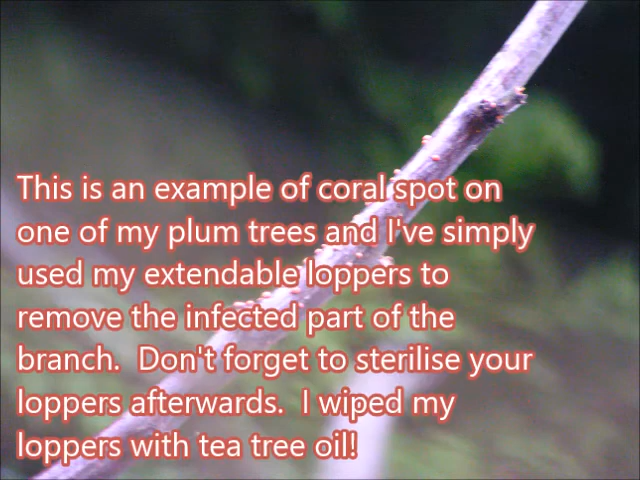 This is an example of coral spot on
one of my plum trees and I've simply
used my extendable loppers to
remove the infected part of the
branch.  Don't forget to sterilise your
loppers afterwards.  I wiped my
loppers with tea tree oil!